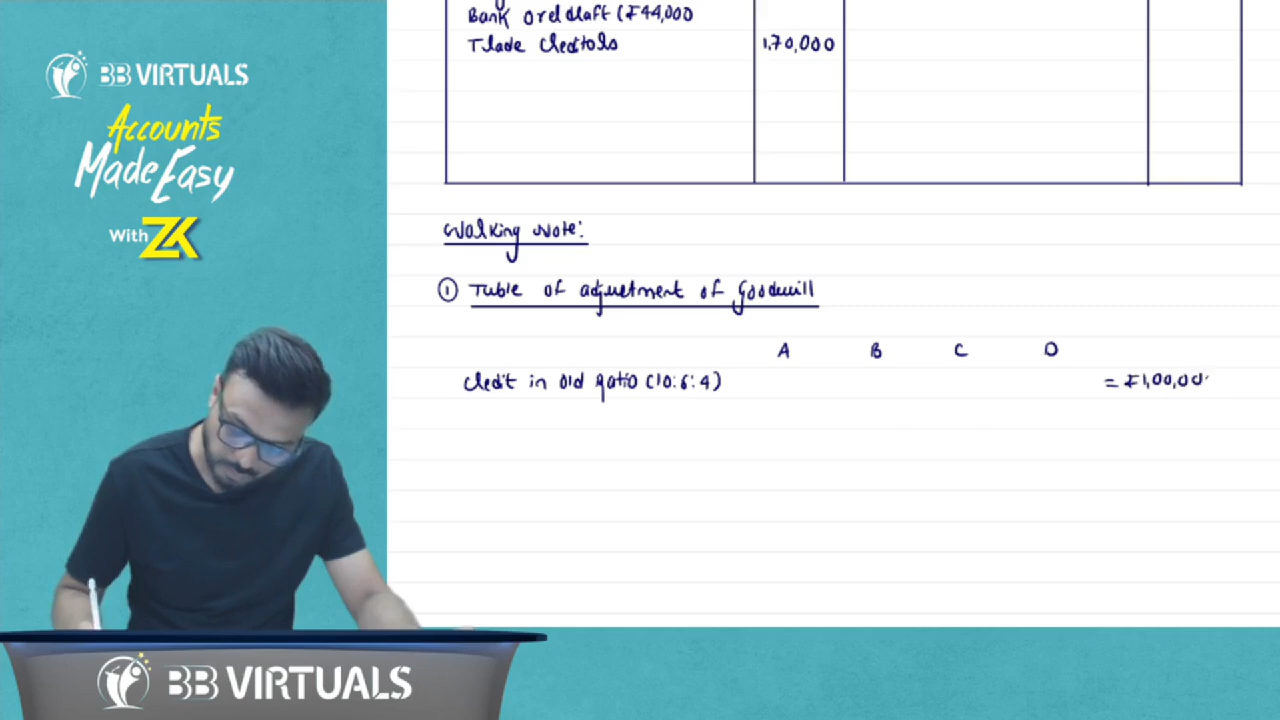 BB VIRTUALS
Accounts
Made Easy
With ZK
Bank Overdraft (₹44,000
Trade Creditors 1,70,000
Working Note:
① Table of adjustment of Goodwill
A B C D
Credit in Old Ratio (10:6:4) = ₹1,00,00
BB VIRTUALS